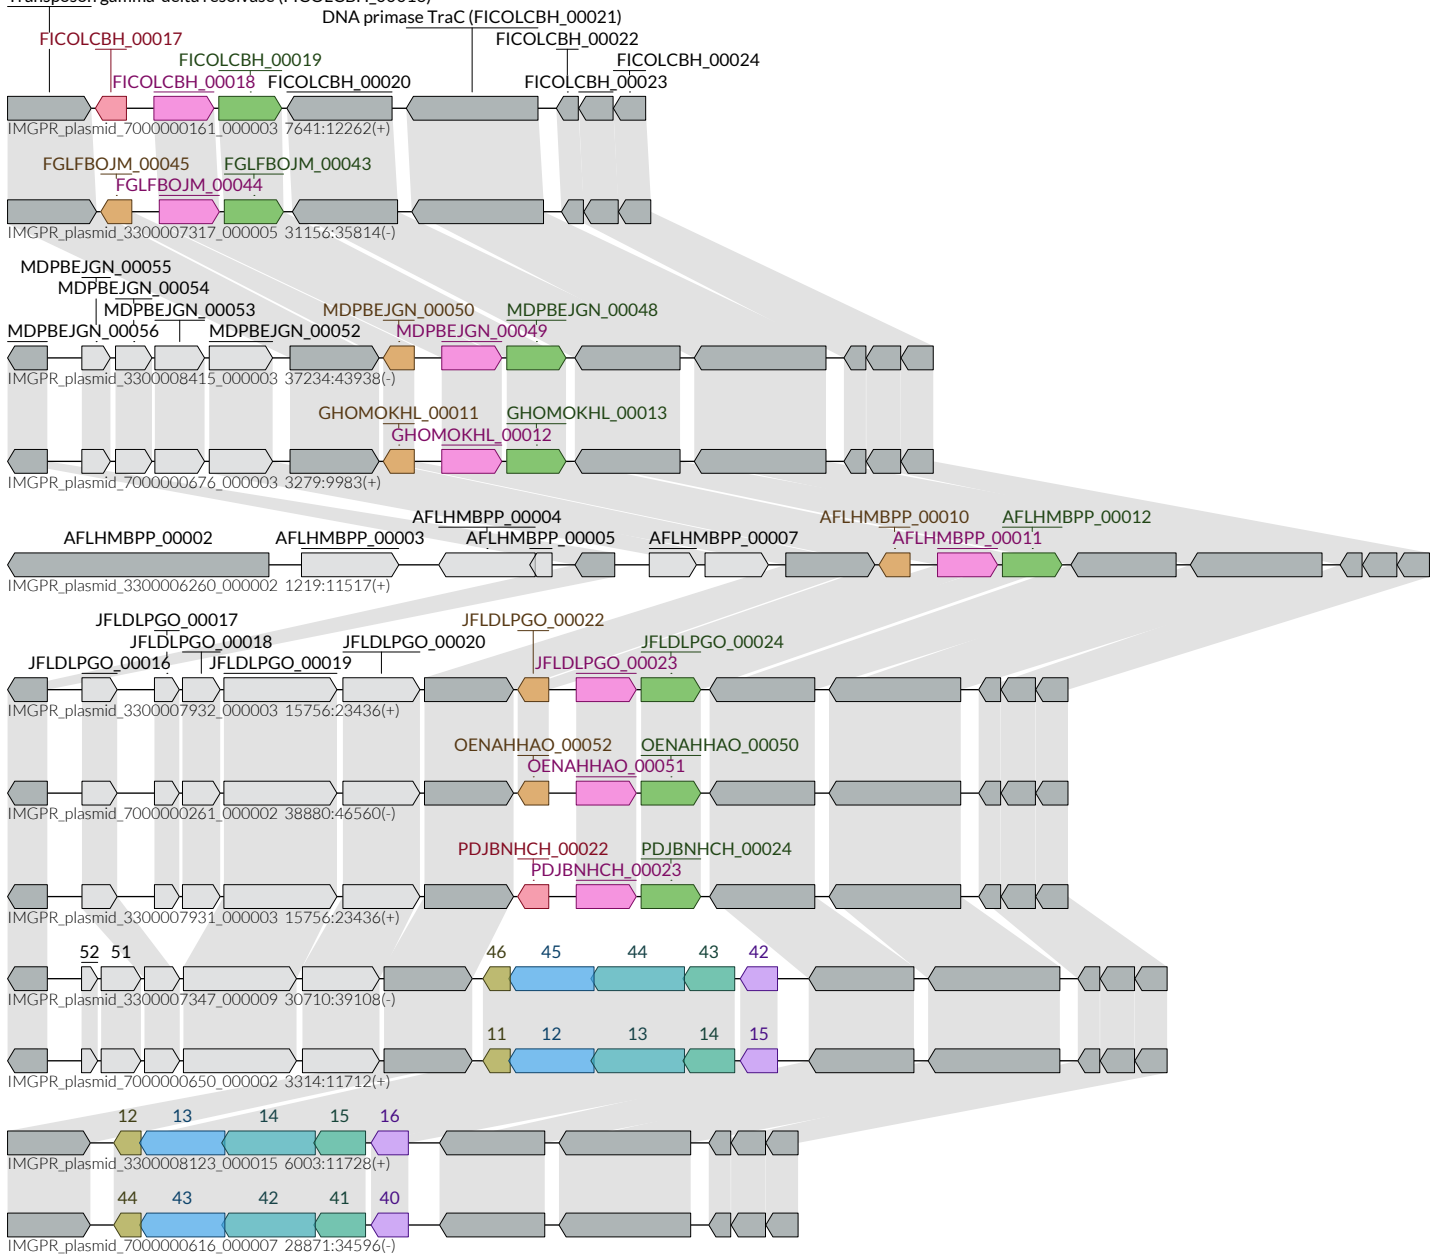 Transposon gamma-delta resolvase (FICOLCBH_00016)
DNA primase TraC (FICOLCBH_00021)
FICOLCBH_00017 FICOLCBH_00022
FICOLCBH_00019 FICOLCBH_00024
FICOLCBH_00018 FICOLCBH_00020 FICOLCBH_00023
IMGPR_plasmid_7000000161_000003 7641:12262(+)
FGLFBOJM_00045 FGLFBOJM_00043
FGLFBOJM_00044
IMGPR_plasmid_3300007317_000005 31156:35814(-)
MDPBEJGN_00055
MDPBEJGN_00054
MDPBEJGN_00053 MDPBEJGN_00050 MDPBEJGN_00048
MDPBEJGN_00056 MDPBEJGN_00052 MDPBEJGN_00049
IMGPR_plasmid_3300008415_000003 37234:43938(-)
GHOMOKHL_00011 GHOMOKHL_00013
GHOMOKHL_00012
IMGPR_plasmid_7000000676_000003 3279:9983(+)
AFLHMBPP_00004 AFLHMBPP_00010 AFLHMBPP_00012
AFLHMBPP_00002 AFLHMBPP_00003 AFLHMBPP_00005 AFLHMBPP_00007 AFLHMBPP_00011
IMGPR_plasmid_3300006260_000002 1219:11517(+)
JFLDLPGO_00017 JFLDLPGO_00022
JFLDLPGO_00018 JFLDLPGO_00020 JFLDLPGO_00024
JFLDLPGO_00016 JFLDLPGO_00019 JFLDLPGO_00023
IMGPR_plasmid_3300007932_000003 15756:23436(+)
OENAHHAO_00052 OENAHHAO_00050
OENAHHAO_00051
IMGPR_plasmid_7000000261_000002 38880:46560(-)
PDJBNHCH_00022 PDJBNHCH_00024
PDJBNHCH_00023
IMGPR_plasmid_3300007931_000003 15756:23436(+)
52 51 46 45 44 43 42
IMGPR_plasmid_3300007347_000009 30710:39108(-)
11 12 13 14 15
IMGPR_plasmid_7000000650_000002 3314:11712(+)
12 13 14 15 16
IMGPR_plasmid_3300008123_000015 6003:11728(+)
44 43 42 41 40
IMGPR_plasmid_7000000616_000007 28871:34596(-)